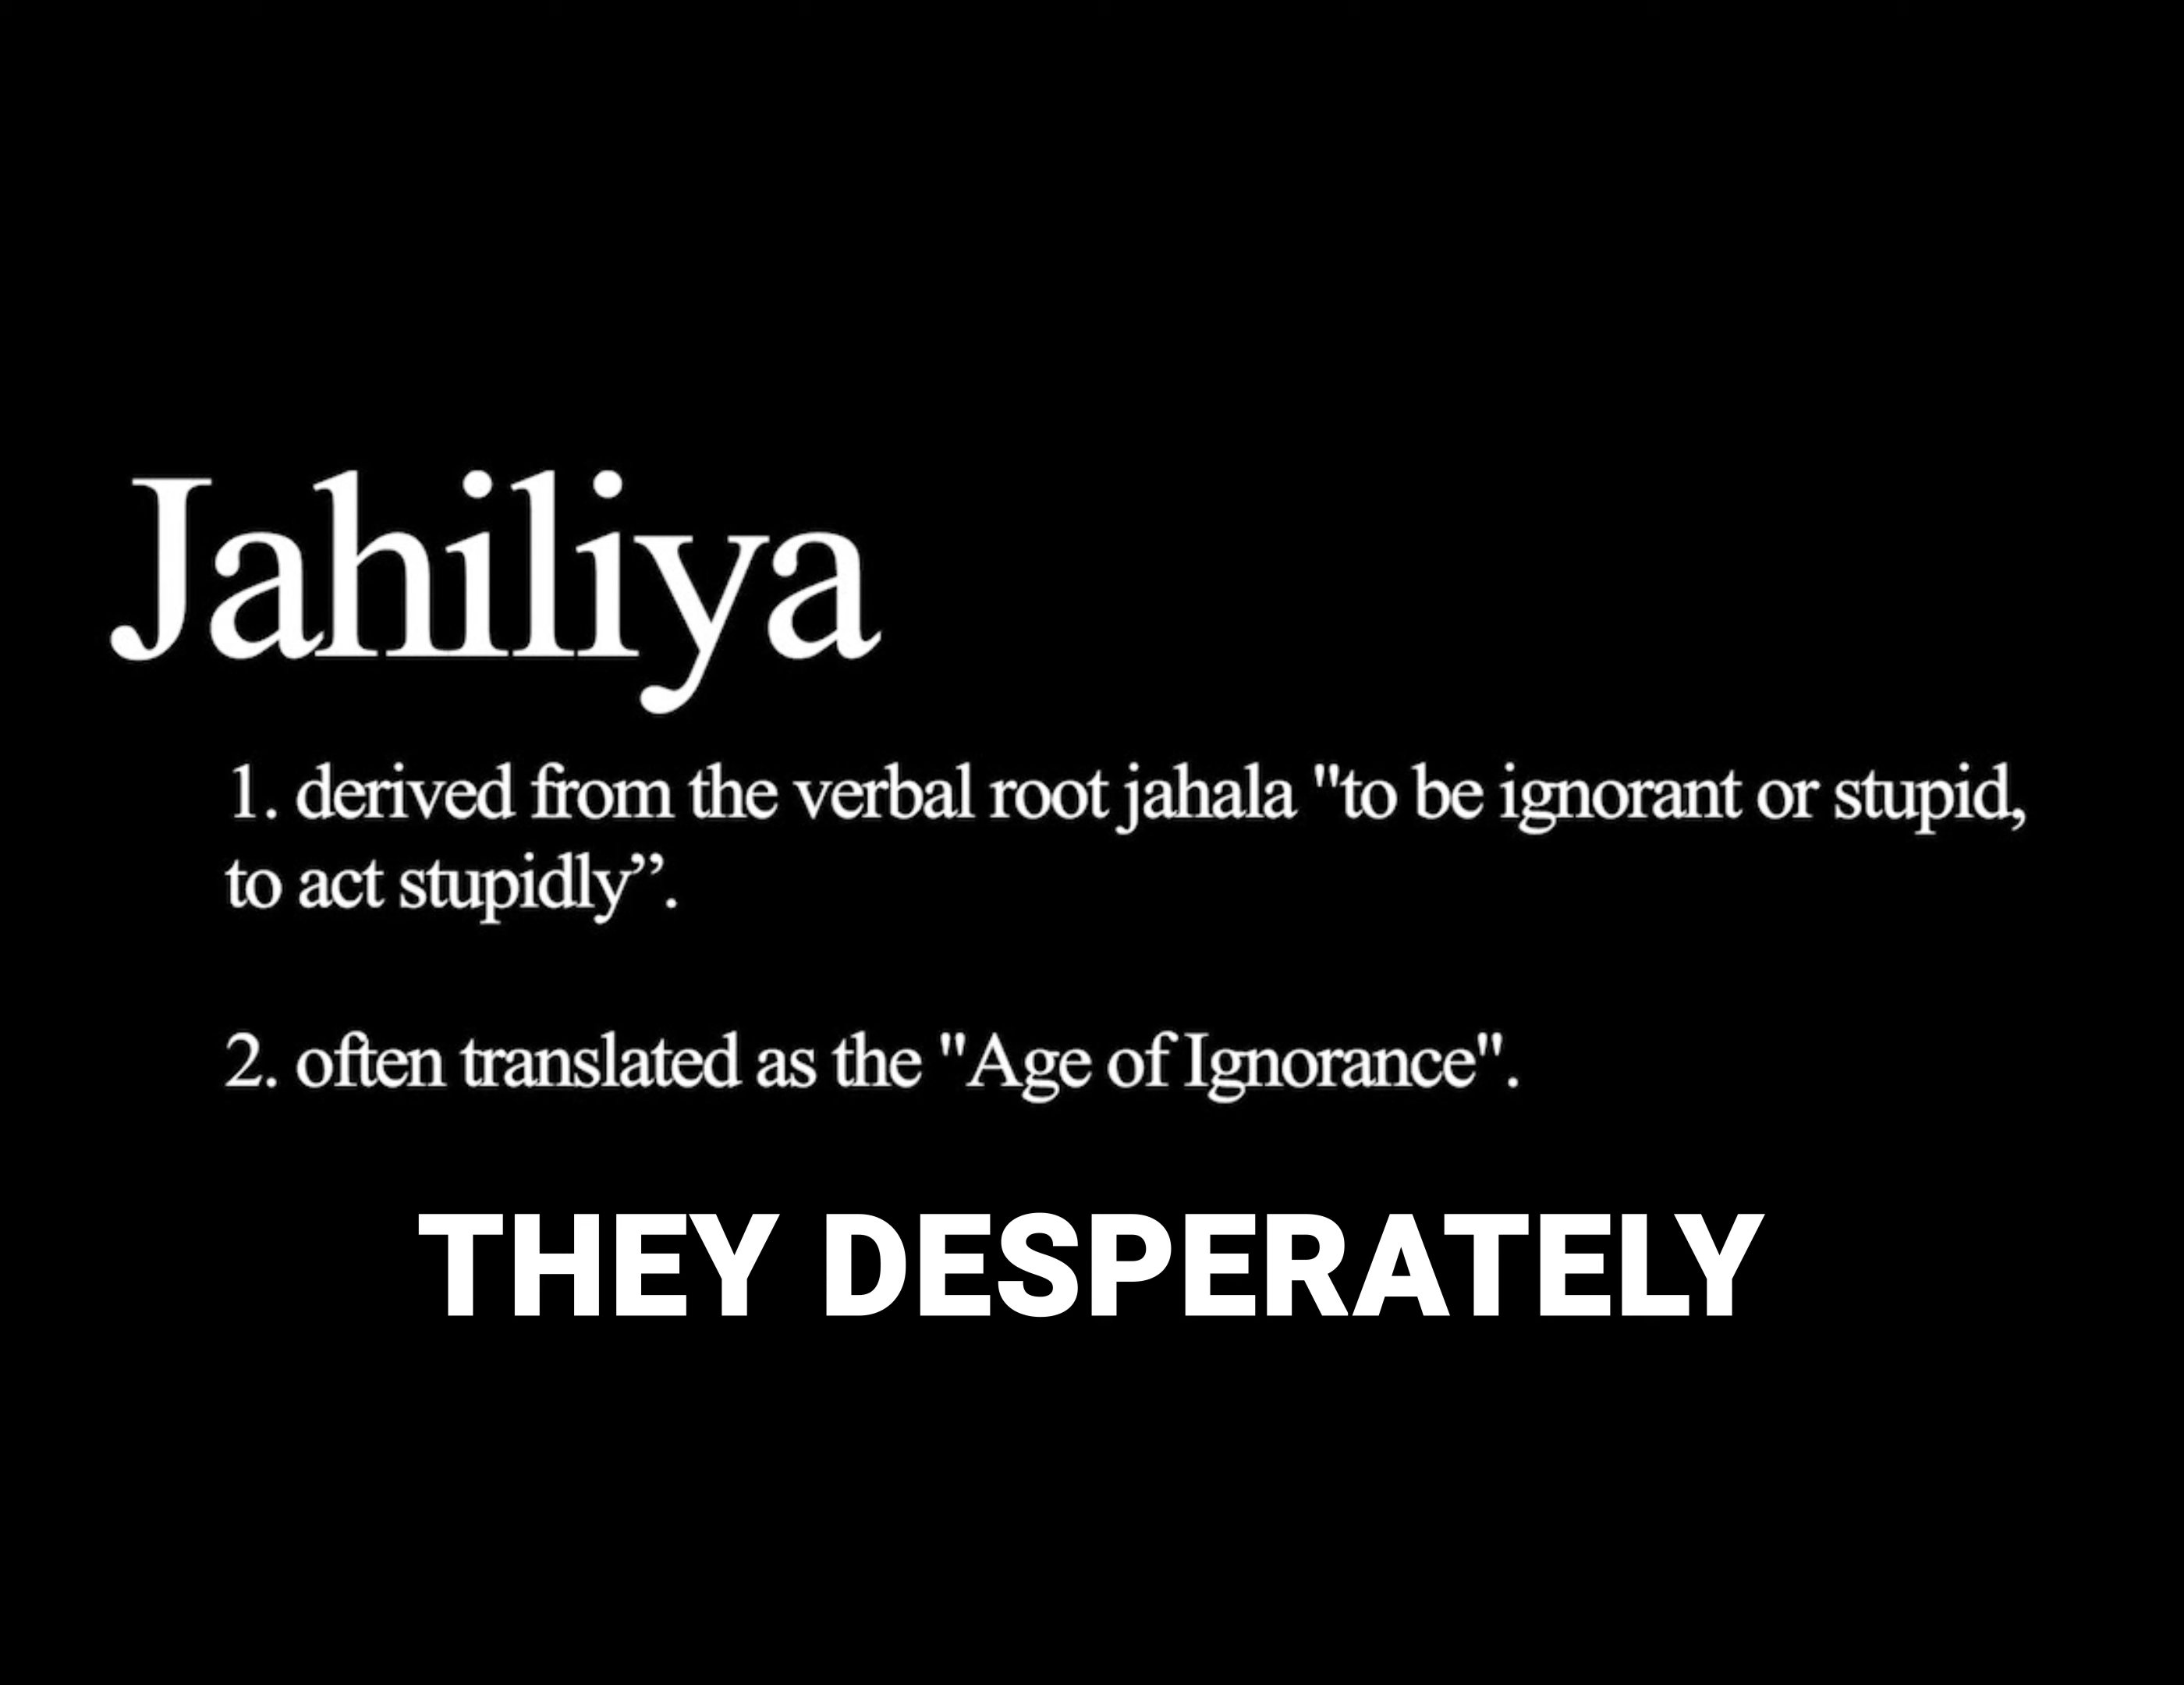 Jahiliya
1. derived from the verbal root jahala "to be ignorant or stupid,
to act stupidly”.
2. often translated as the "Age of Ignorance".
THEY DESPERATELY